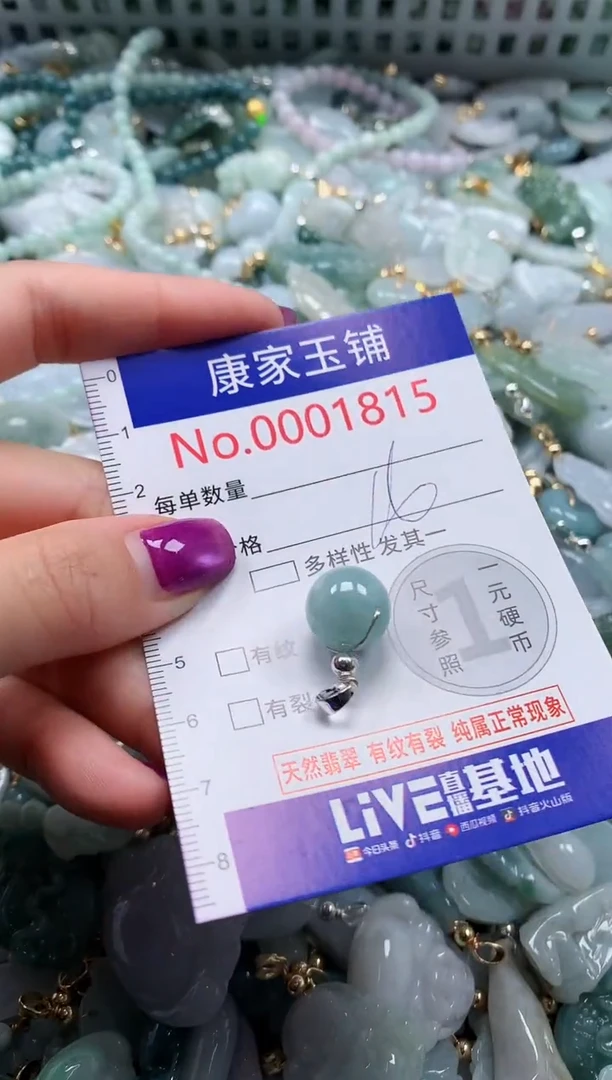 康家玉铺
No.0001815
每单数量
16
格
多样性 发其一
尺寸参照
1
一元硬币
有纹
有裂
天然翡翠 有纹有裂 纯属正常现象
LiVE直播基地
今日头条 抖音 西瓜视频 抖音火山版
0
1
2
5
6
7
8